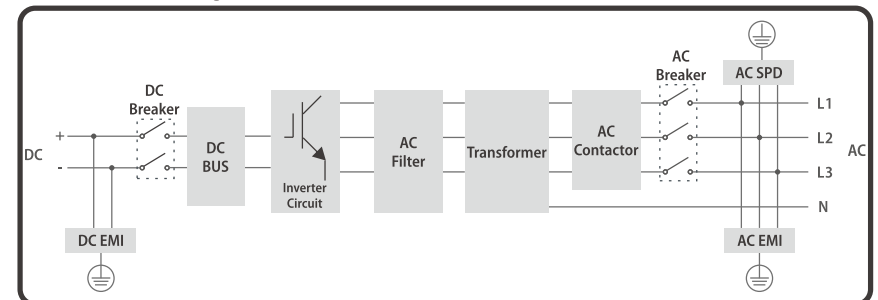 DC
+
-
DC
Breaker
DC EMI
DC
BUS
Inverter
Circuit
AC
Filter
Transformer
AC
Contactor
AC
Breaker
AC SPD
AC EMI
L1
L2
L3
N
AC